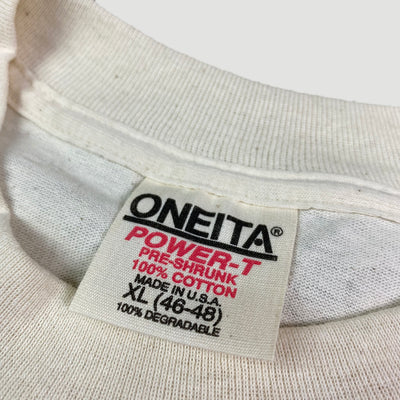 ONEITA®
POWER-T
PRE-SHRUNK
100% COTTON
MADE IN U.S.A.
XL (46-48)
100% DEGRADABLE